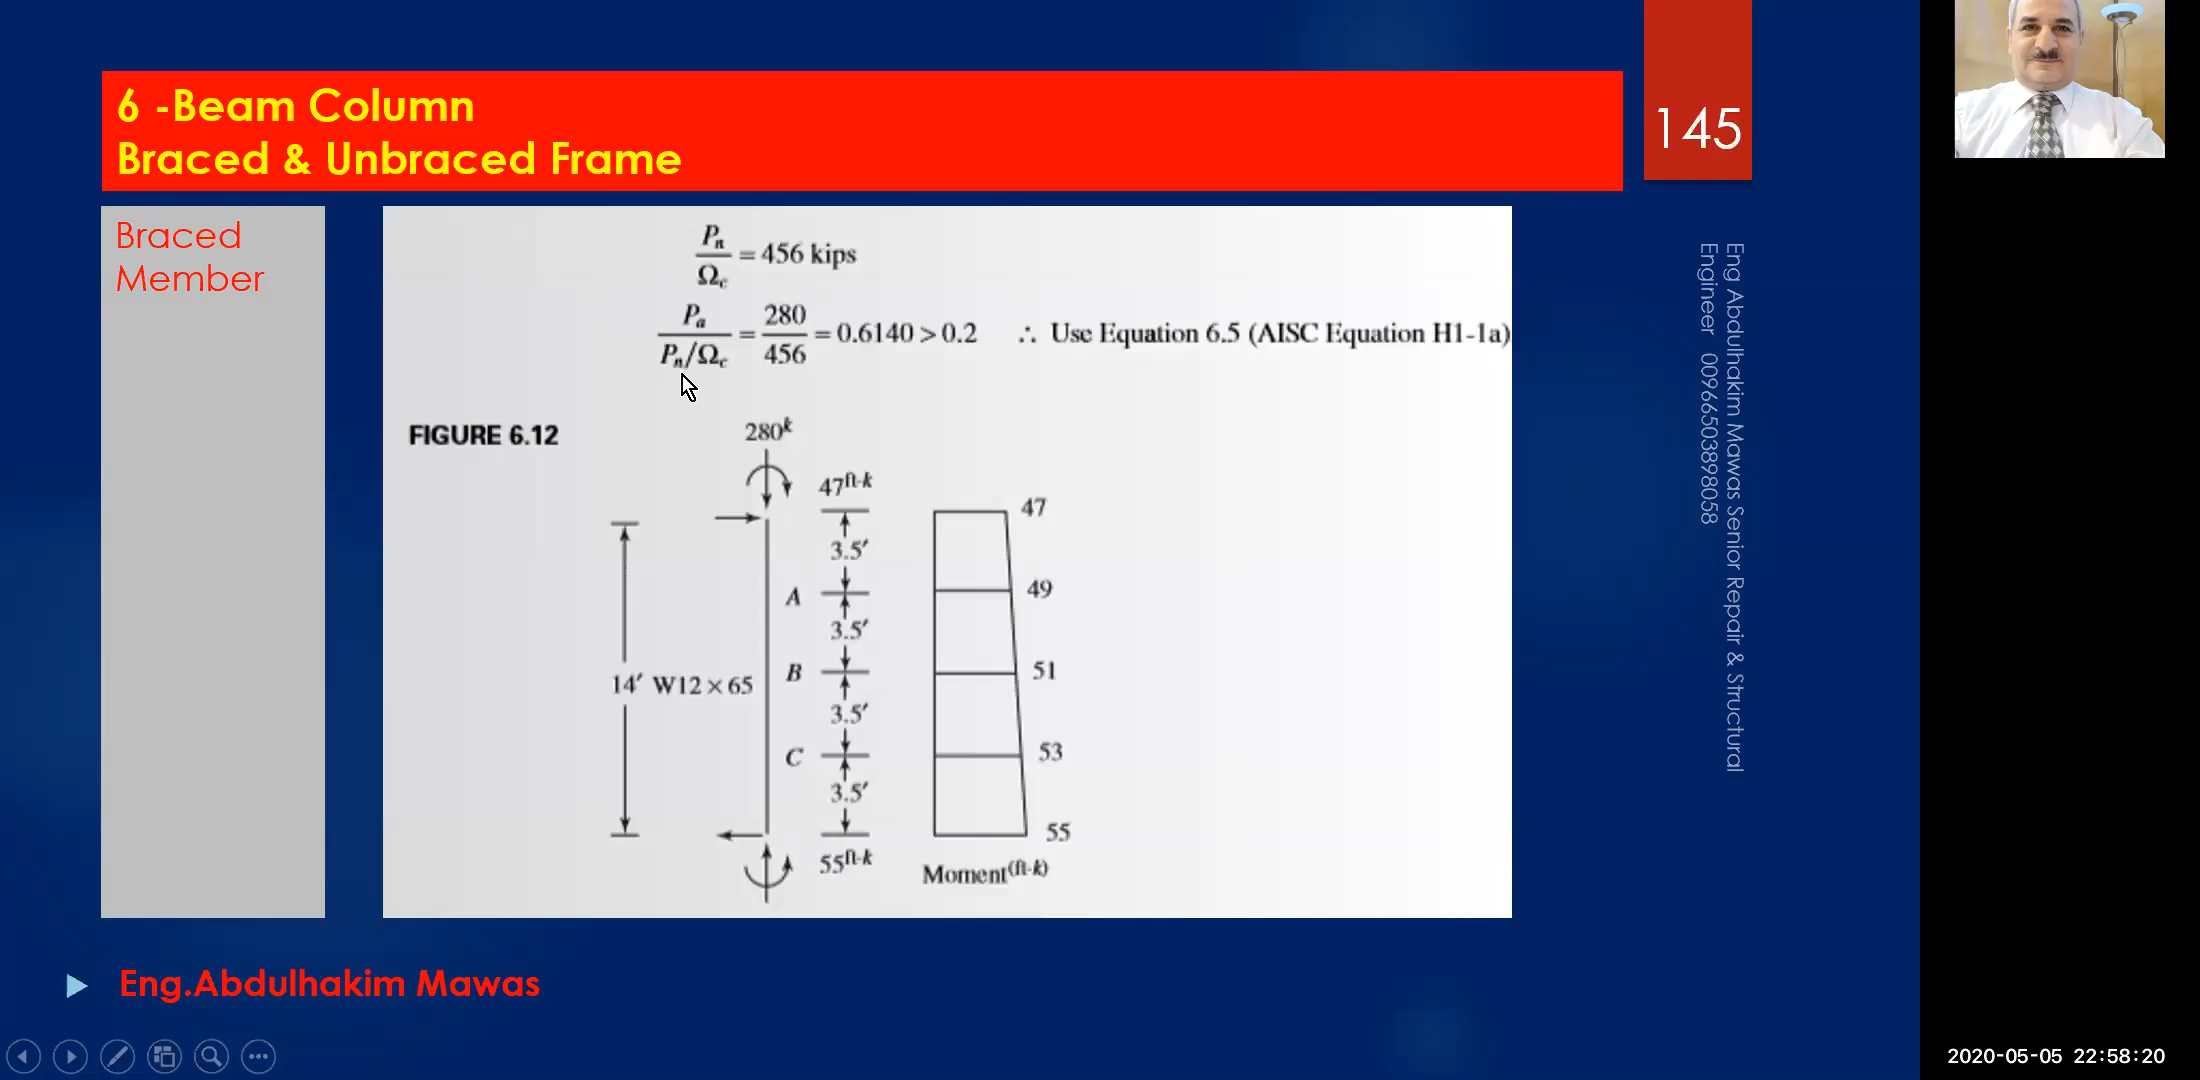 6 -Beam Column
Braced & Unbraced Frame
145
Braced
Member
Pn/Ωc = 456 kips
Pa/(Pn/Ωc) = 280/456 = 0.6140 > 0.2 ∴ Use Equation 6.5 (AISC Equation H1-1a)
FIGURE 6.12
280k
47ft-k
3.5′
A
3.5′
B
3.5′
C
3.5′
55ft-k
14′ W12 × 65
47
49
51
53
55
Moment(ft-k)
Eng Abdulhakim Mawas Senior Repair & Structural
Engineer 00966503898058
Eng.Abdulhakim Mawas
2020-05-05 22:58:20